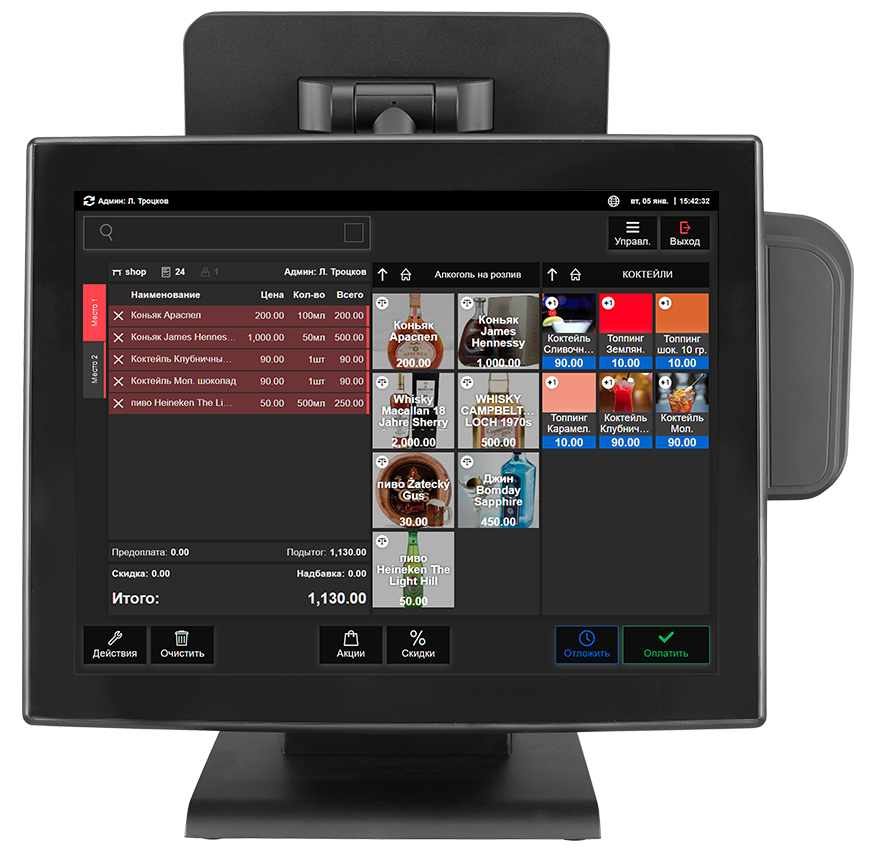 Админ: Л. Троцков
вт, 05 янв. | 15:42:32
Управл.
Выход
shop 24 1 Админ: Л. Троцков
Место 1
Место 2
Наименование Цена Кол-во Всего
Коньяк Араспел 200.00 100мл 200.00
Коньяк James Hennes... 1,000.00 50мл 500.00
Коктейль Клубничны... 90.00 1шт 90.00
Коктейль Мол. шоколад 90.00 1шт 90.00
пиво Heineken The Li... 50.00 500мл 250.00
Предоплата: 0.00 Подытог: 1,130.00
Скидка: 0.00 Надбавка: 0.00
Итого: 1,130.00
Алкоголь на розлив
Коньяк
Араспел
200.00
Коньяк
James
Hennessy
1,000.00
Whisky
Macallan 18
Jahre Sherry
2,000.00
WHISKY
CAMPBELT...
LOCH 1970s
500.00
пиво Žatecký
Gus
30.00
Джин
Bomday
Sapphire
450.00
пиво
Heineken The
Light Hill
50.00
КОКТЕЙЛИ
+1
Коктейль
Сливочн...
90.00
+1
Топпинг
Землян.
10.00
+1
Топпинг
шок. 10 гр.
10.00
+1
Топпинг
Карамел.
10.00
+1
Коктейль
Клубнич...
90.00
+1
Коктейль
Мол.
90.00
Действия
Очистить
Акции
Скидки
Отложить
Оплатить